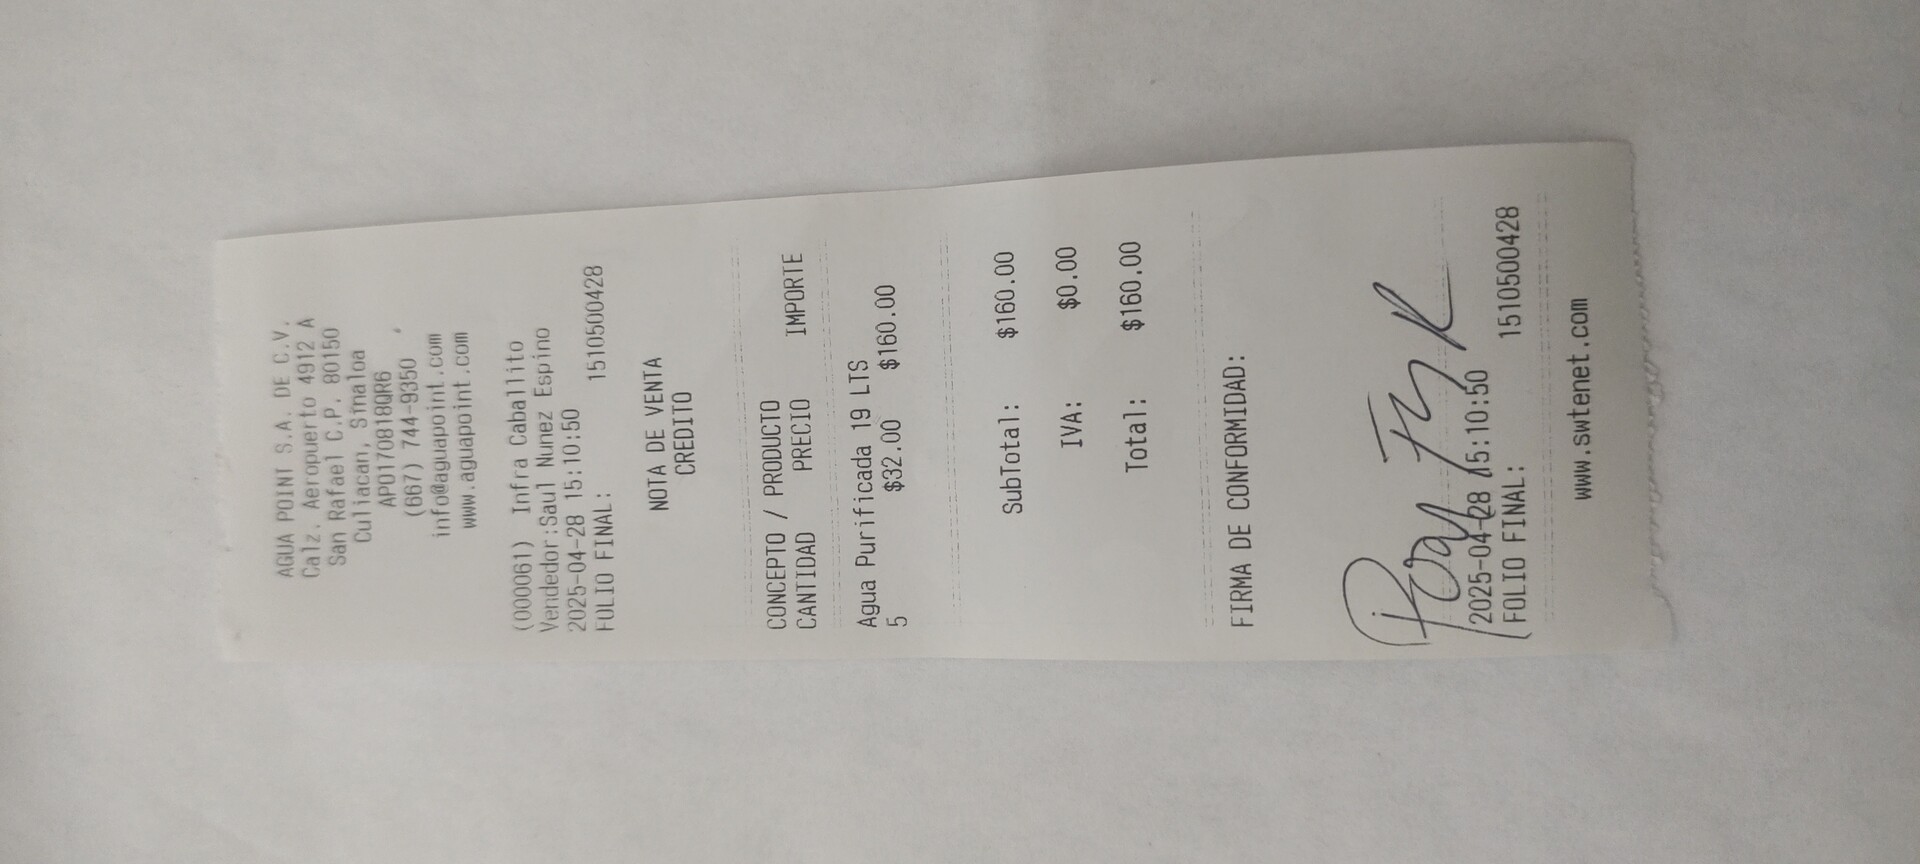 AGUA POINT S.A. DE C.V.
Calz. Aeropuerto 4912 A
San Rafael C.P. 80150
Culiacan, Sinaloa
APO170818QR6
(667) 744-9350
info@aguapoint.com
www.aguapoint.com
(000061) Infra Caballito
Vendedor:Saul Nunez Espino
2025-04-28 15:10:50
FOLIO FINAL: 1510500428
NOTA DE VENTA
CREDITO
CONCEPTO / PRODUCTO
CANTIDAD PRECIO IMPORTE
Agua Purificada 19 LTS
5 $32.00 $160.00
SubTotal: $160.00
IVA: $0.00
Total: $160.00
FIRMA DE CONFORMIDAD:
2025-04-28 15:10:50
FOLIO FINAL: 1510500428
www.swtenet.com